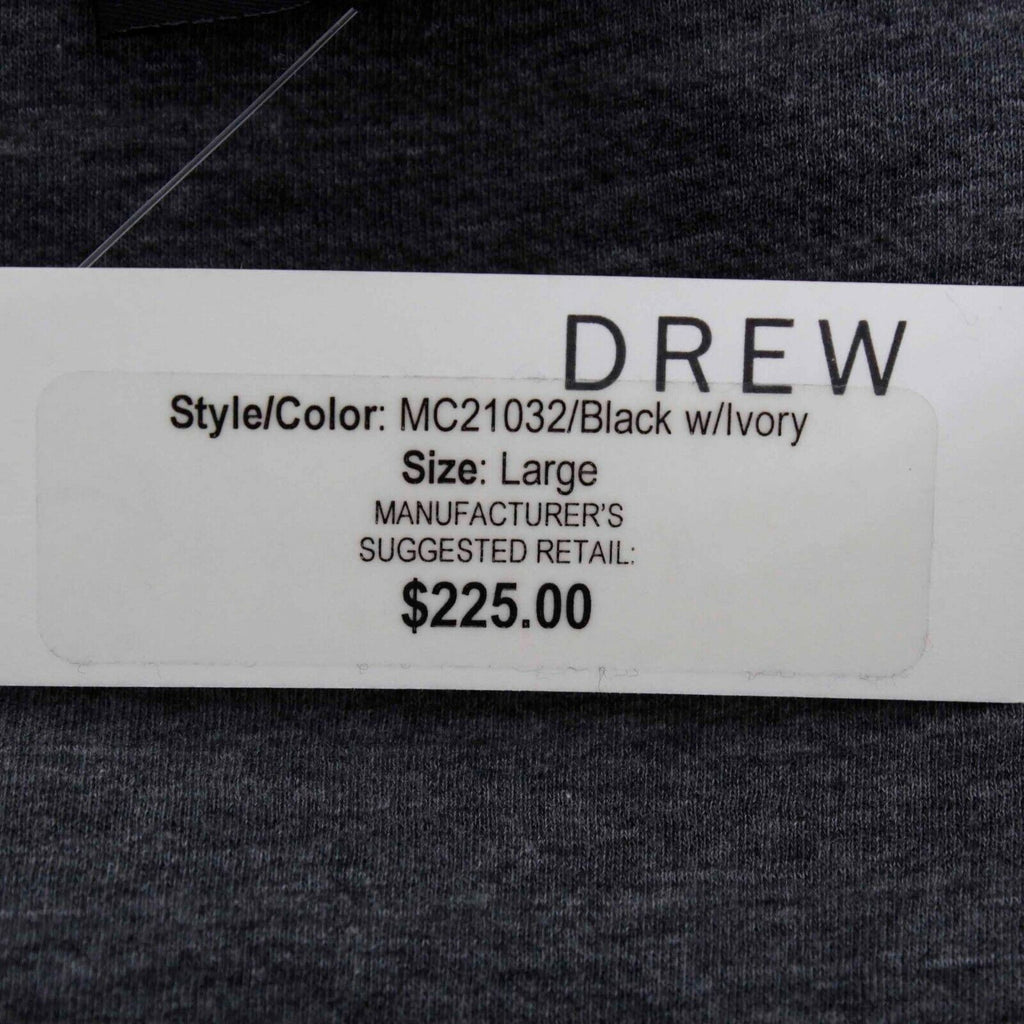 DREW
Style/Color: MC21032/Black w/Ivory
Size: Large
MANUFACTURER'S
SUGGESTED RETAIL:
$225.00